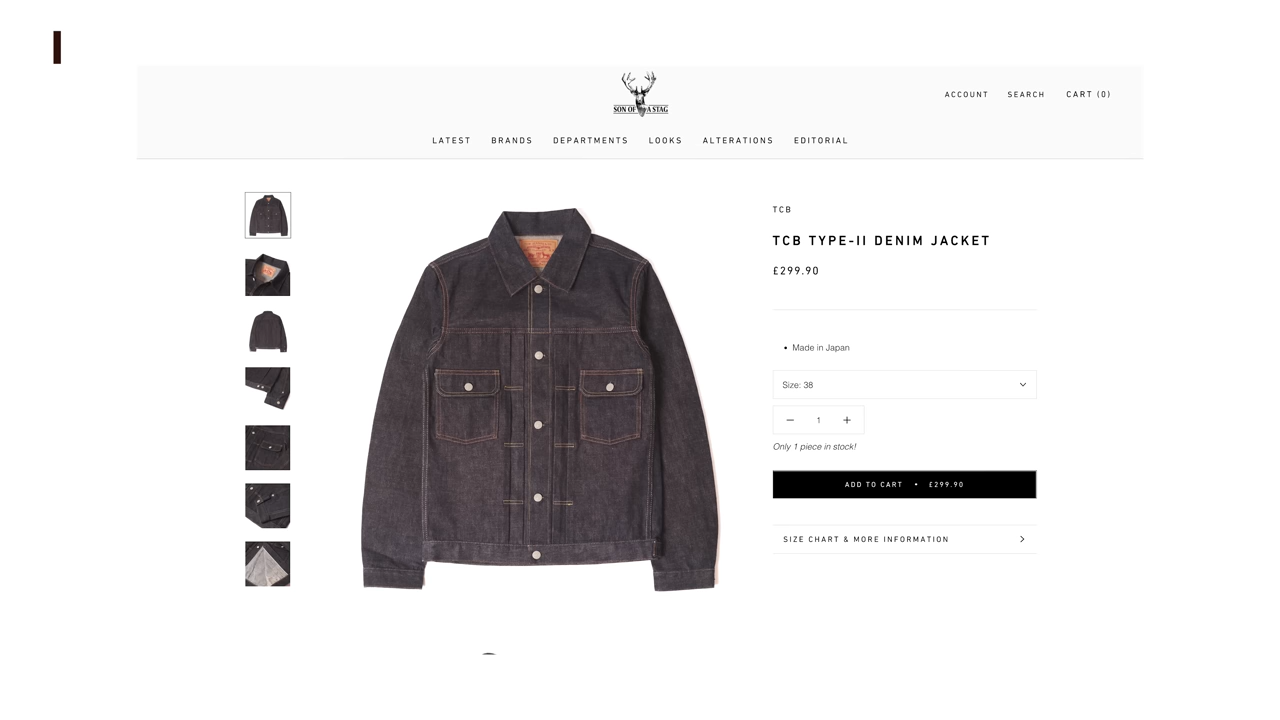 SON OF A STAG
ACCOUNT SEARCH CART (0)
LATEST BRANDS DEPARTMENTS LOOKS ALTERATIONS EDITORIAL
TCB
TCB TYPE-II DENIM JACKET
£299.90
• Made in Japan
Size: 38
− 1 +
Only 1 piece in stock!
ADD TO CART • £299.90
SIZE CHART & MORE INFORMATION